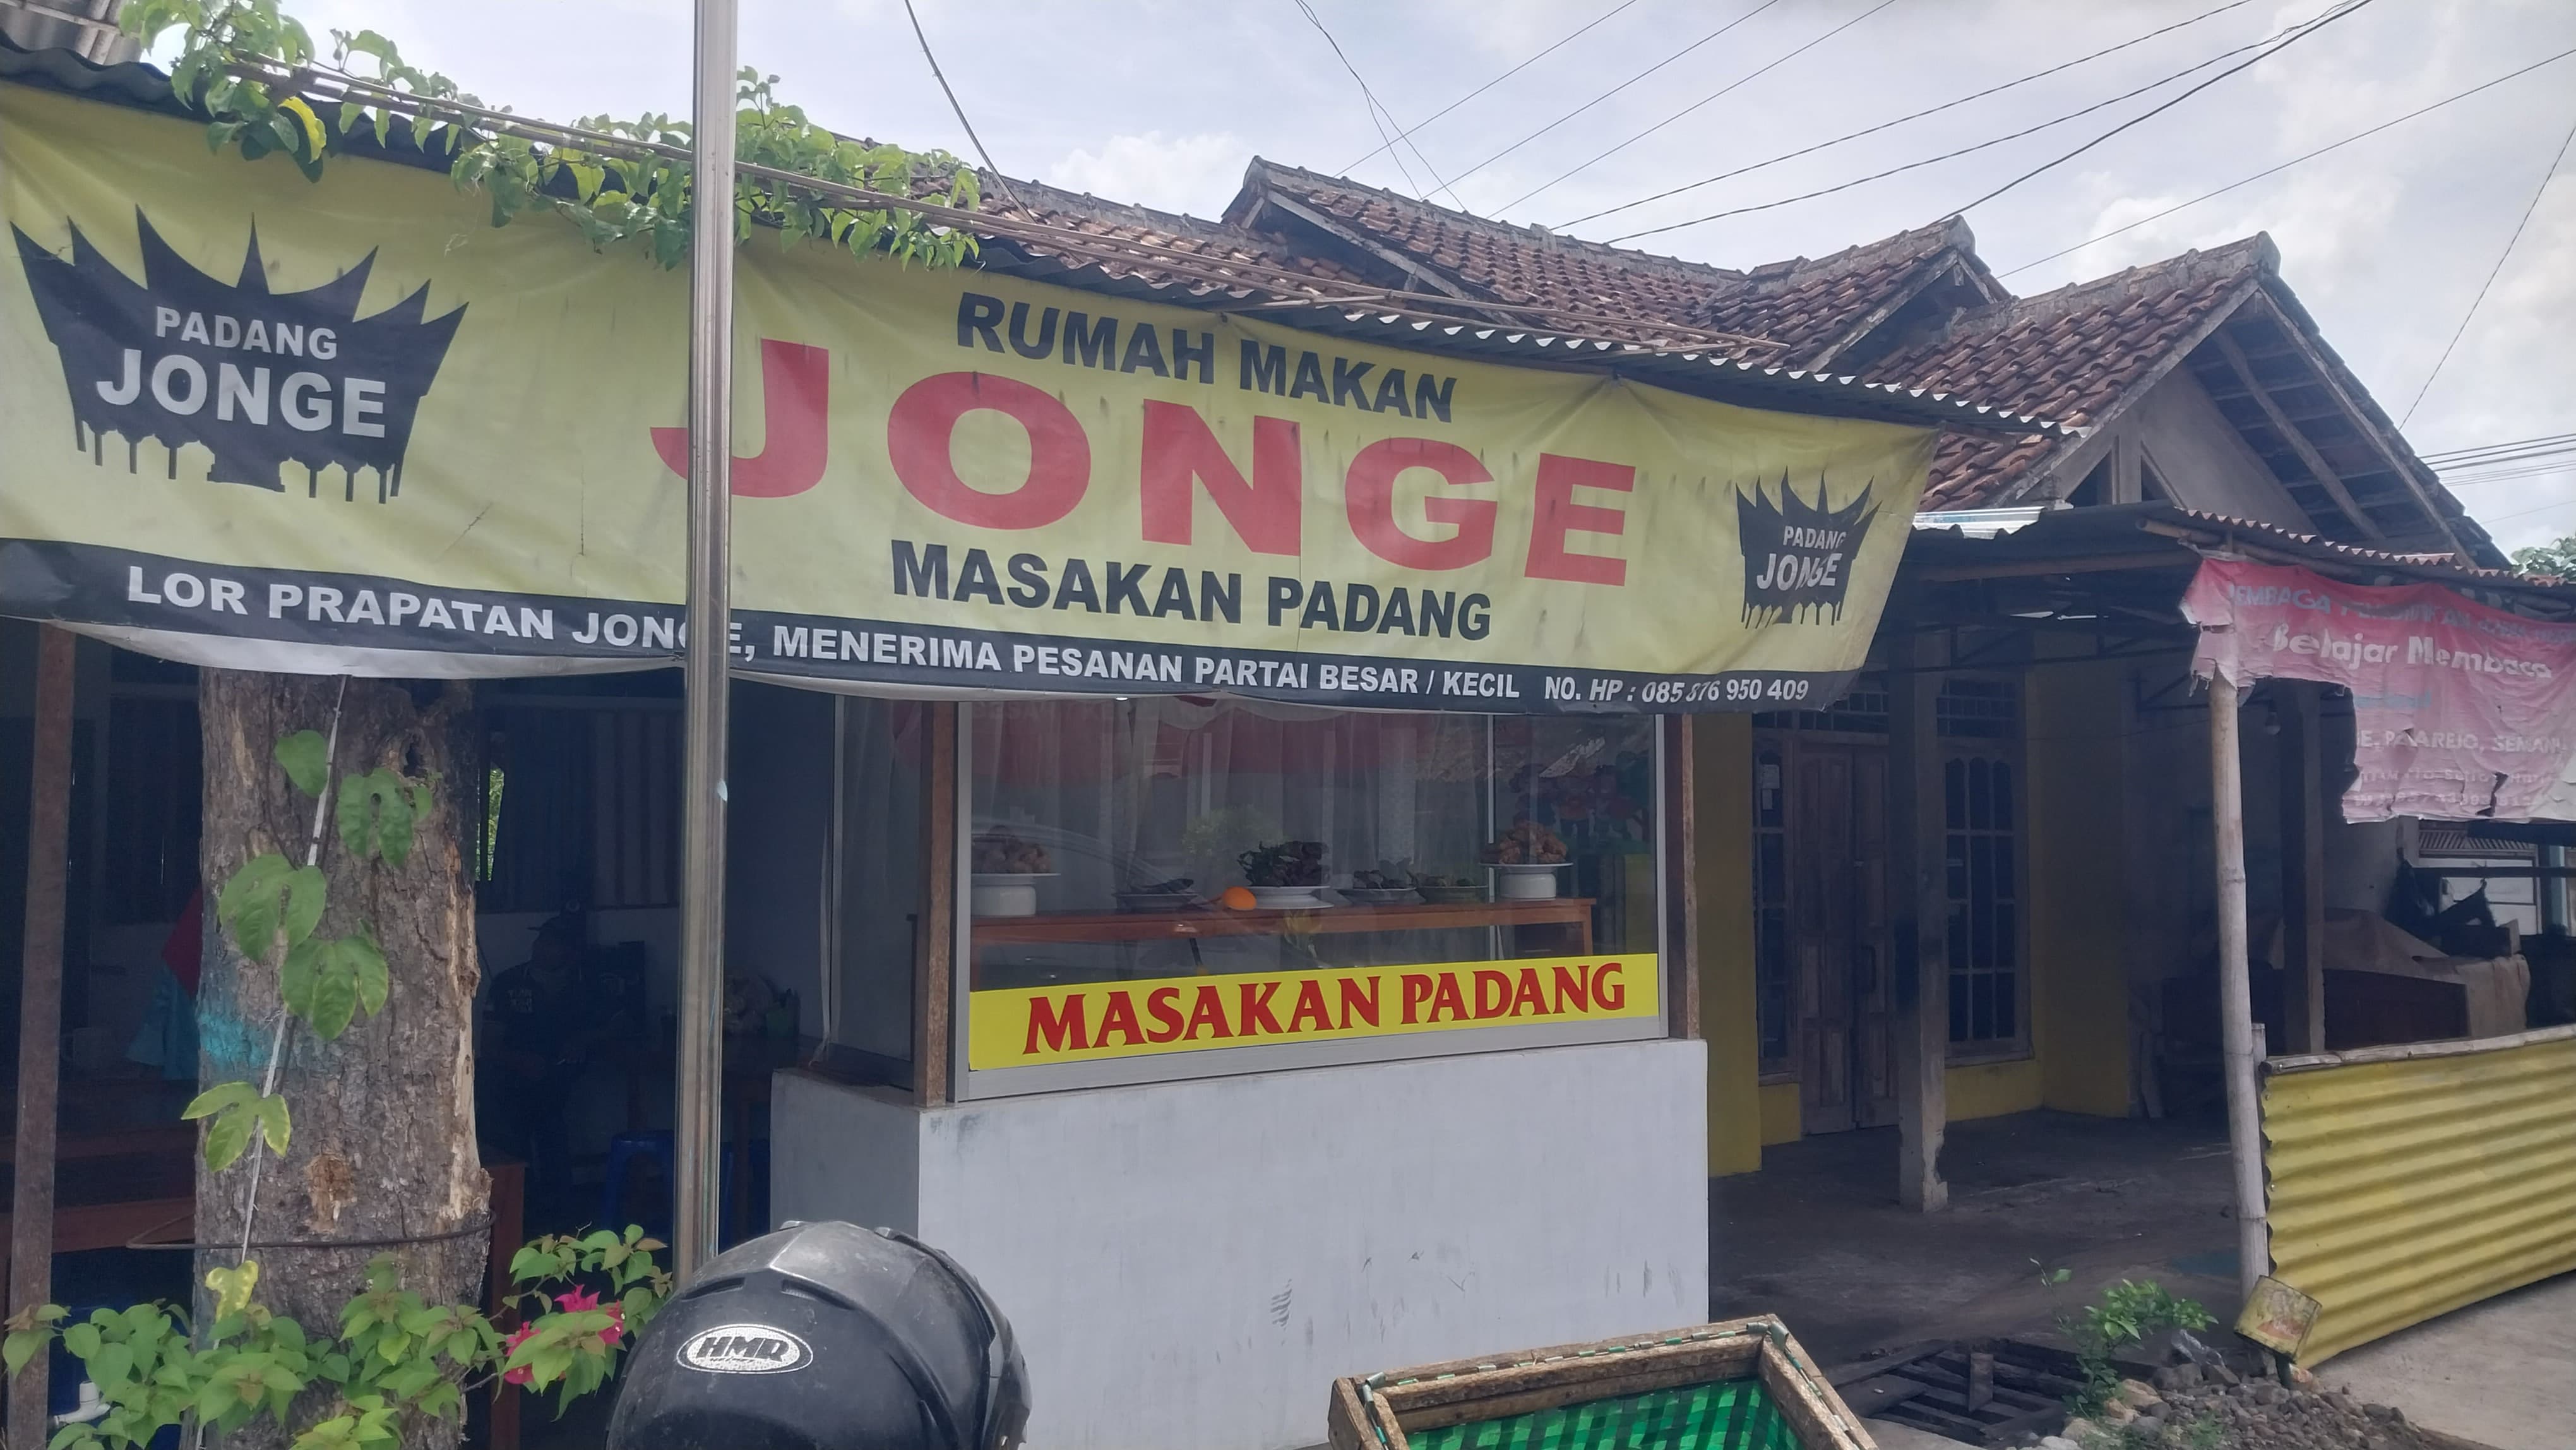 PADANG
JONGE
RUMAH MAKAN
JONGE
MASAKAN PADANG
PADANG
JONGE
LOR PRAPATAN JONGE, MENERIMA PESANAN PARTAI BESAR / KECIL NO. HP : 085 876 950 409
MASAKAN PADANG
HMR
Belajar Membaca